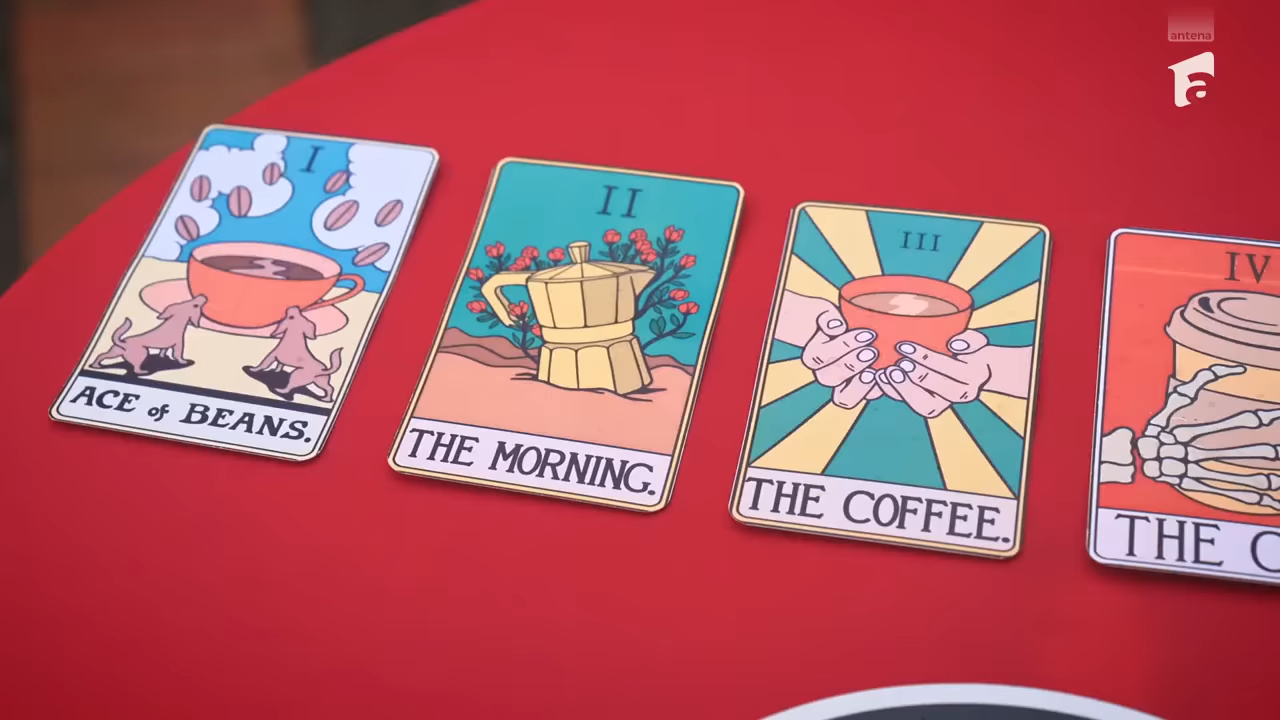 antena
a
I
ACE of BEANS.
II
THE MORNING.
III
THE COFFEE.
IV
THE C